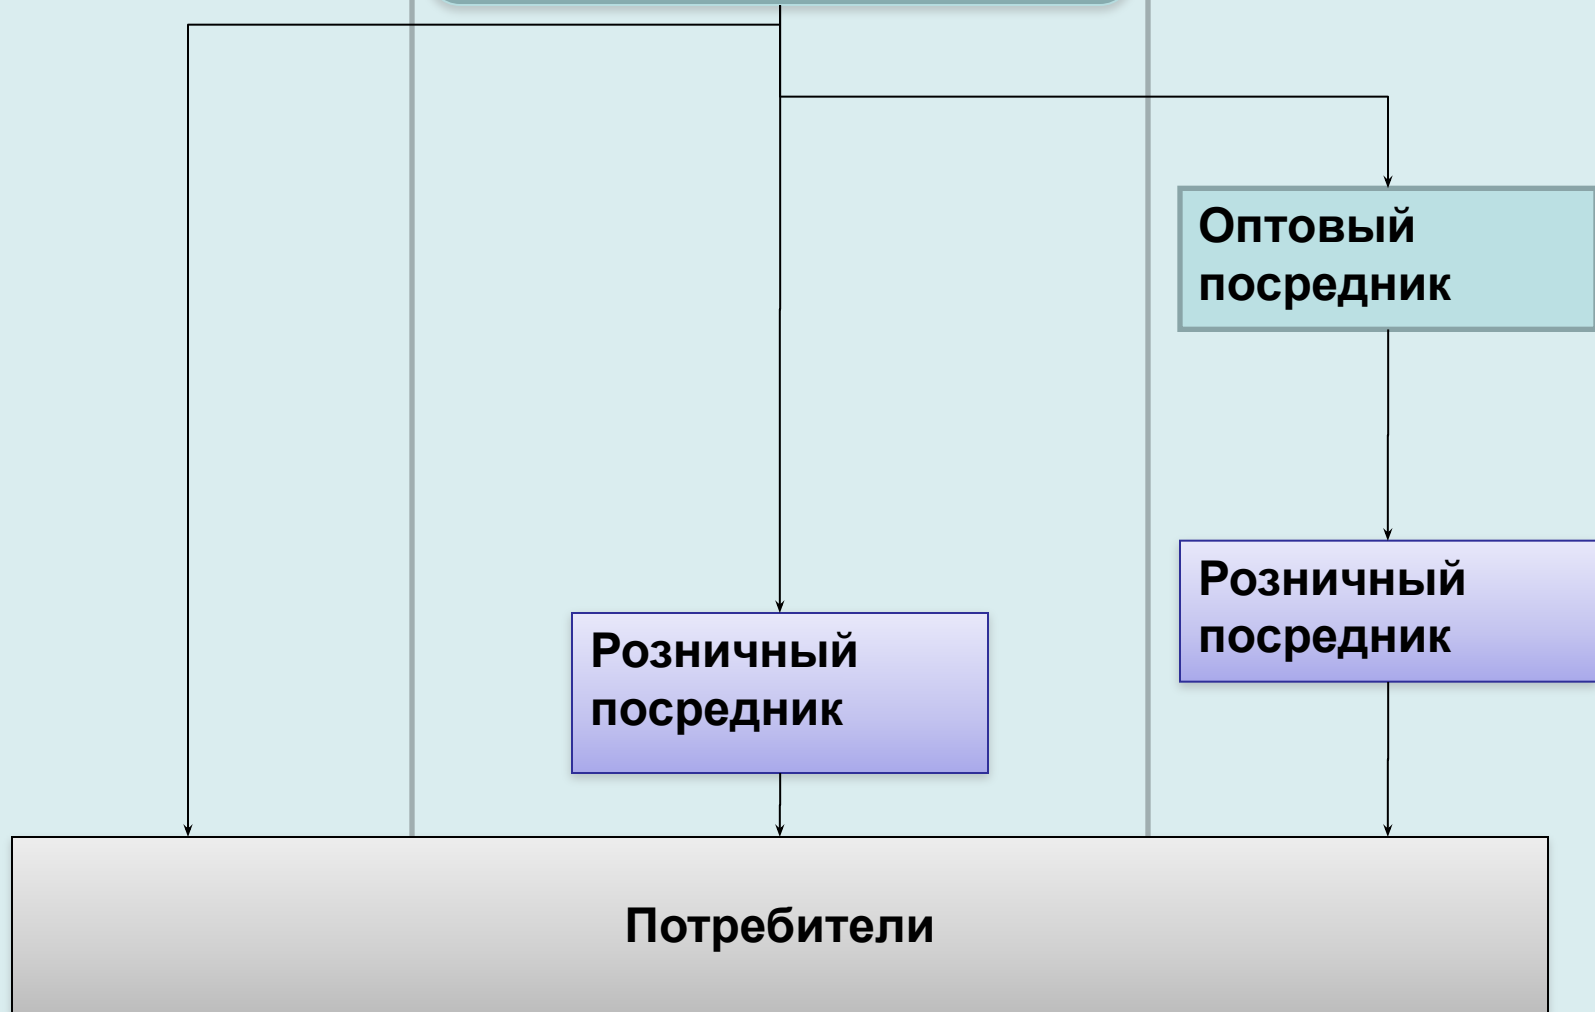 Оптовый
посредник
Розничный
посредник
Розничный
посредник
Потребители